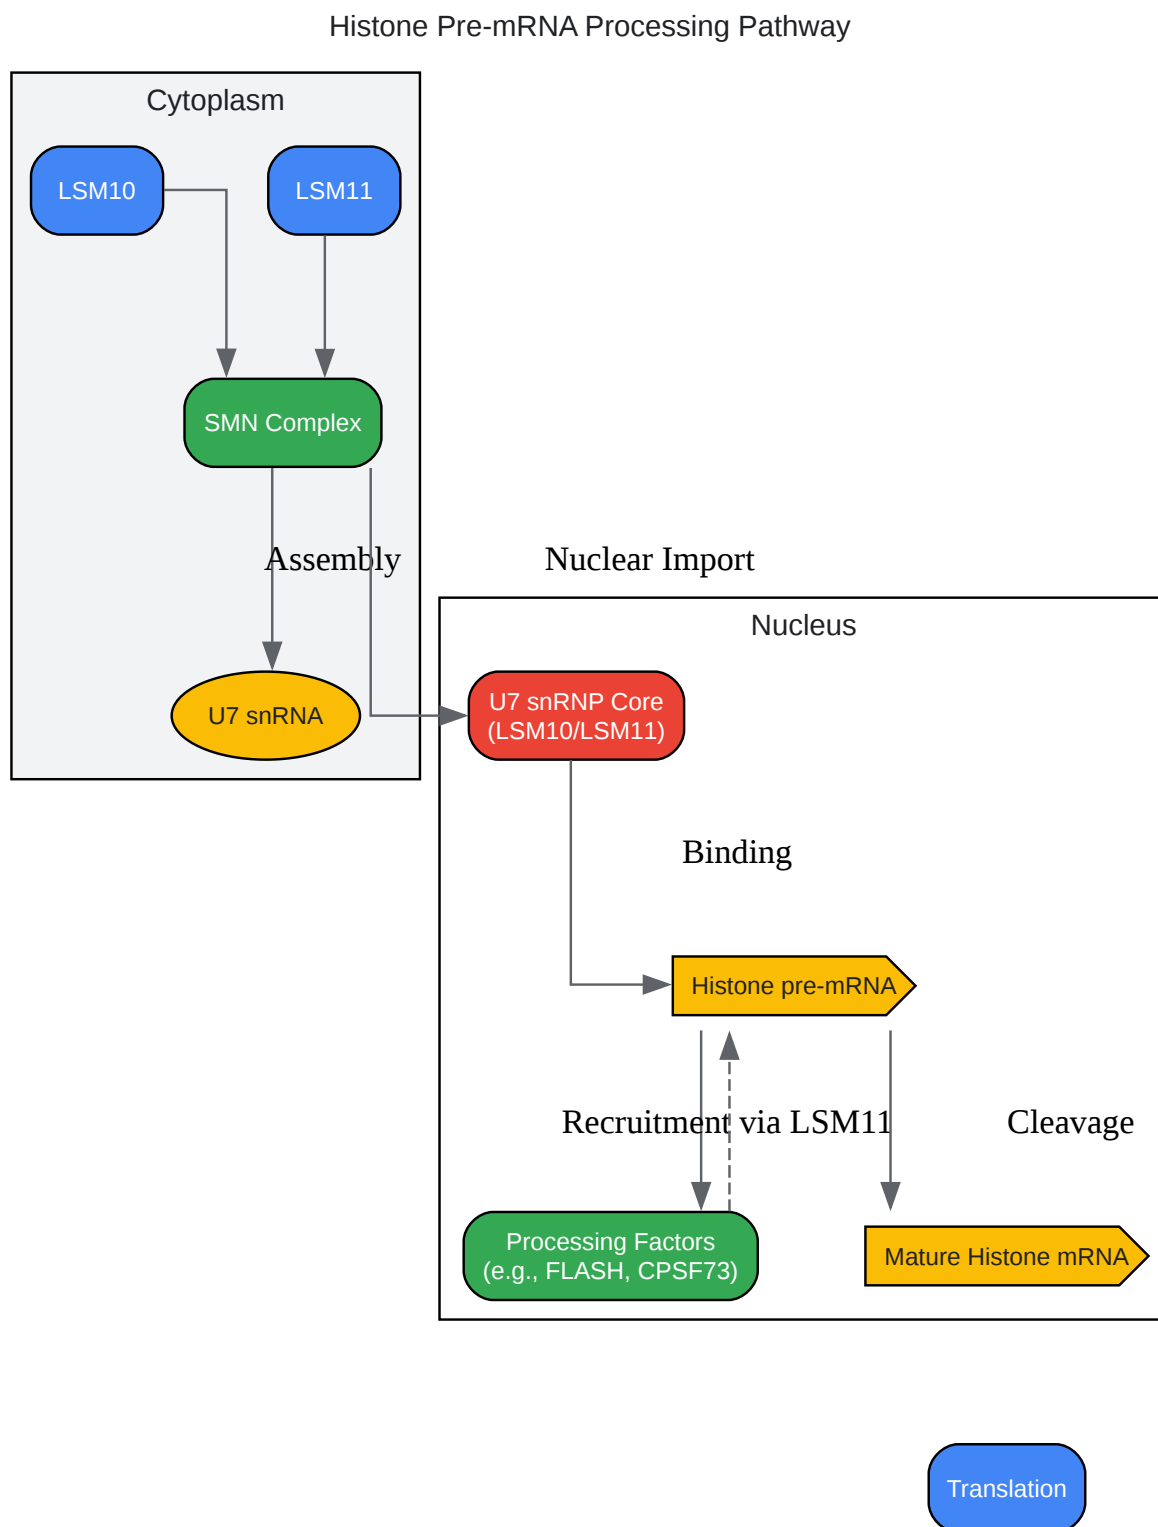 Histone Pre-mRNA Processing Pathway
Cytoplasm
LSM10
LSM11
SMN Complex
Assembly
Nuclear Import
Nucleus
U7 snRNA
U7 snRNP Core
(LSM10/LSM11)
Binding
Histone pre-mRNA
Recruitment via LSM11
Cleavage
Processing Factors
(e.g., FLASH, CPSF73)
Mature Histone mRNA
Translation